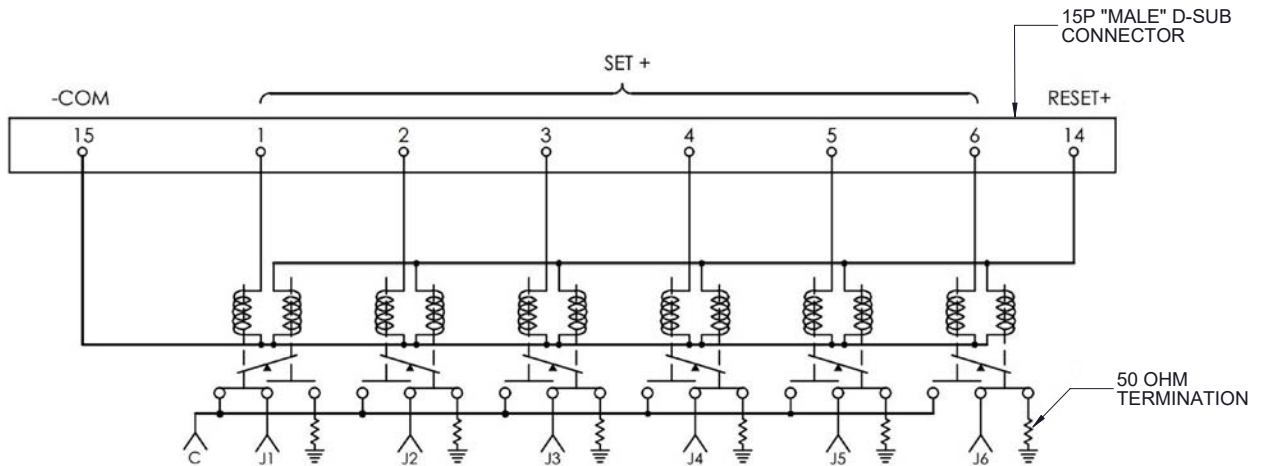 15P "MALE" D-SUB
CONNECTOR
SET +
-COM
RESET+
15 1 2 3 4 5 6 14
50 OHM
TERMINATION
C J1 J2 J3 J4 J5 J6